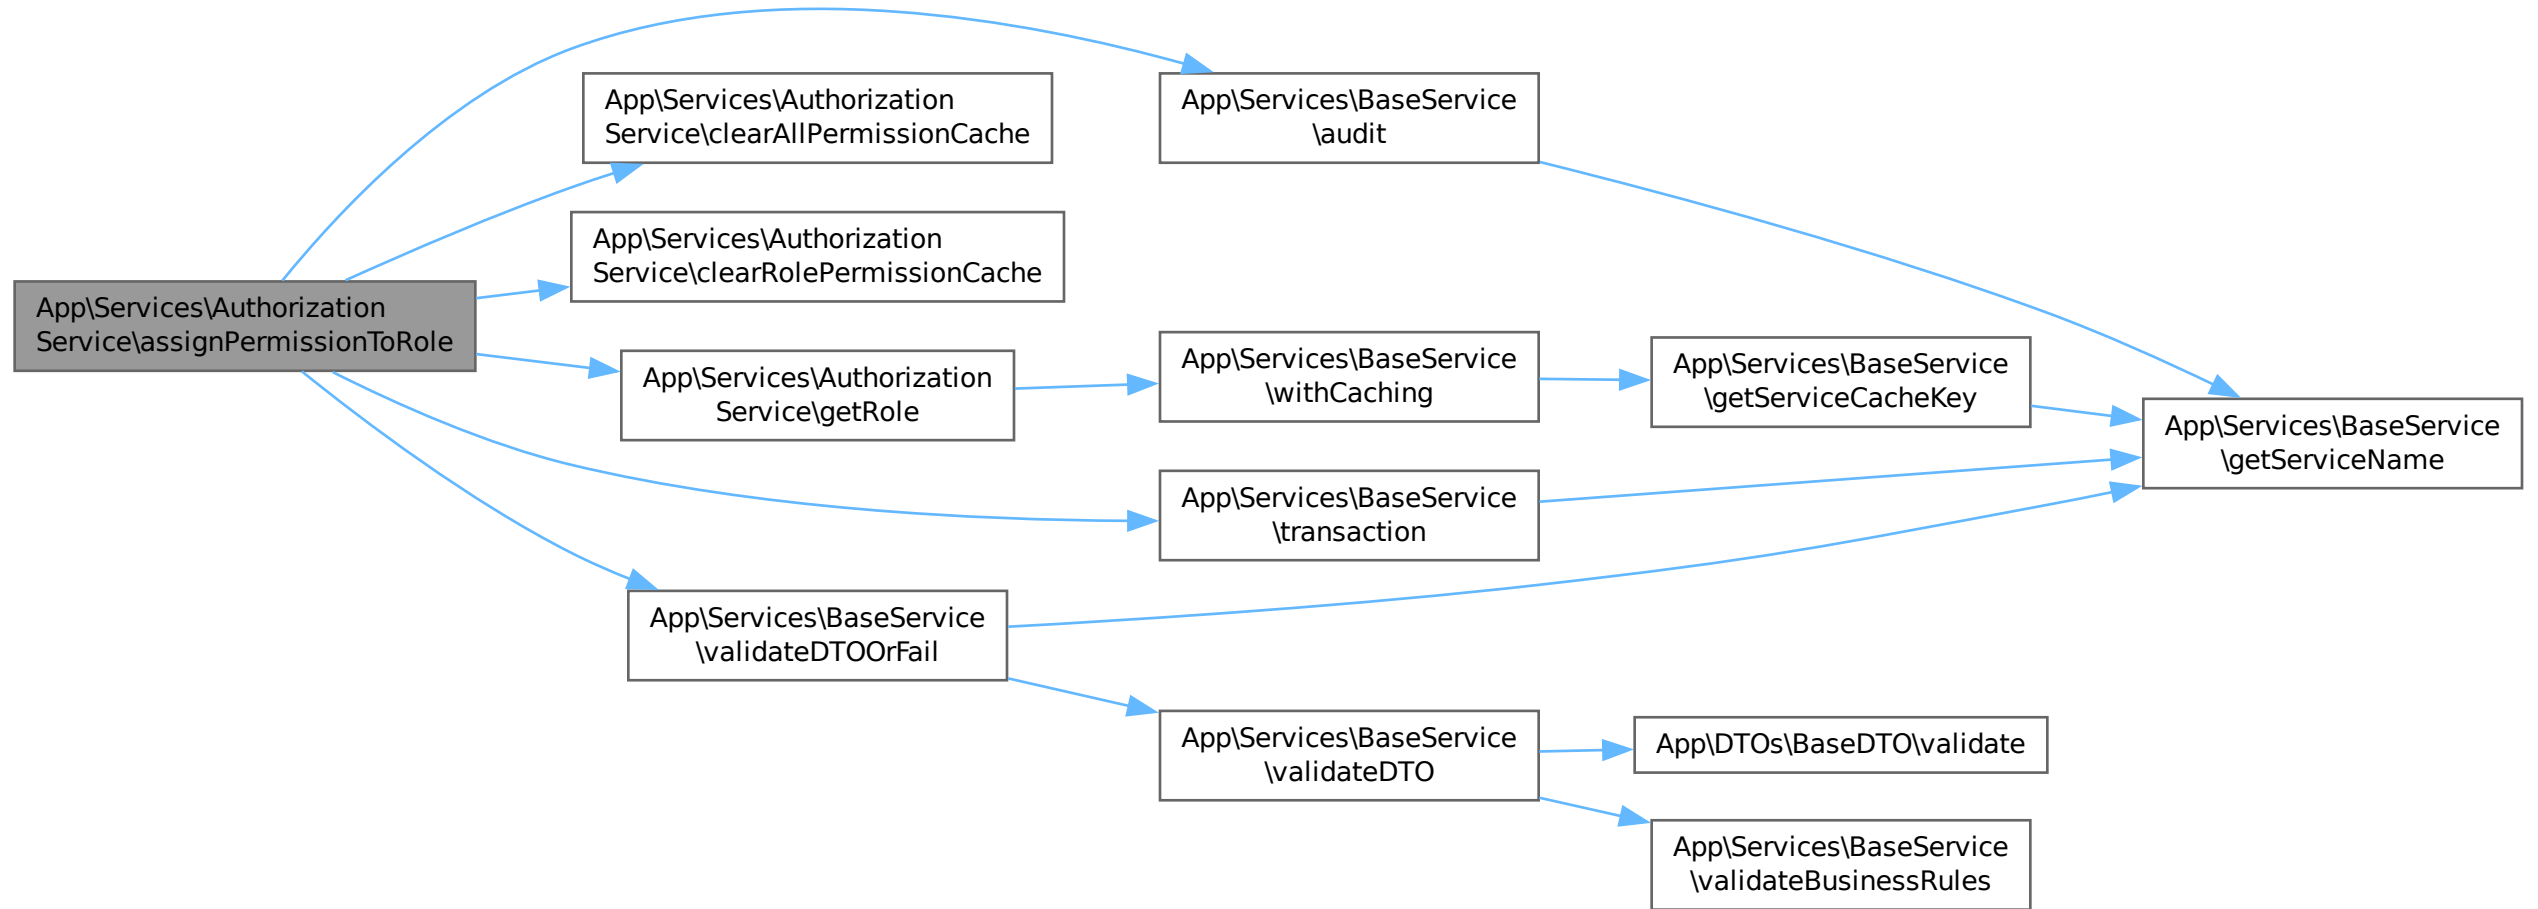 App\Services\Authorization
Service\assignPermissionToRole
App\Services\Authorization
Service\clearAllPermissionCache
App\Services\Authorization
Service\clearRolePermissionCache
App\Services\Authorization
Service\getRole
App\Services\BaseService
\validateDTOOrFail
App\Services\BaseService
\audit
App\Services\BaseService
\withCaching
App\Services\BaseService
\transaction
App\Services\BaseService
\validateDTO
App\Services\BaseService
\getServiceCacheKey
App\DTOs\BaseDTO\validate
App\Services\BaseService
\validateBusinessRules
App\Services\BaseService
\getServiceName